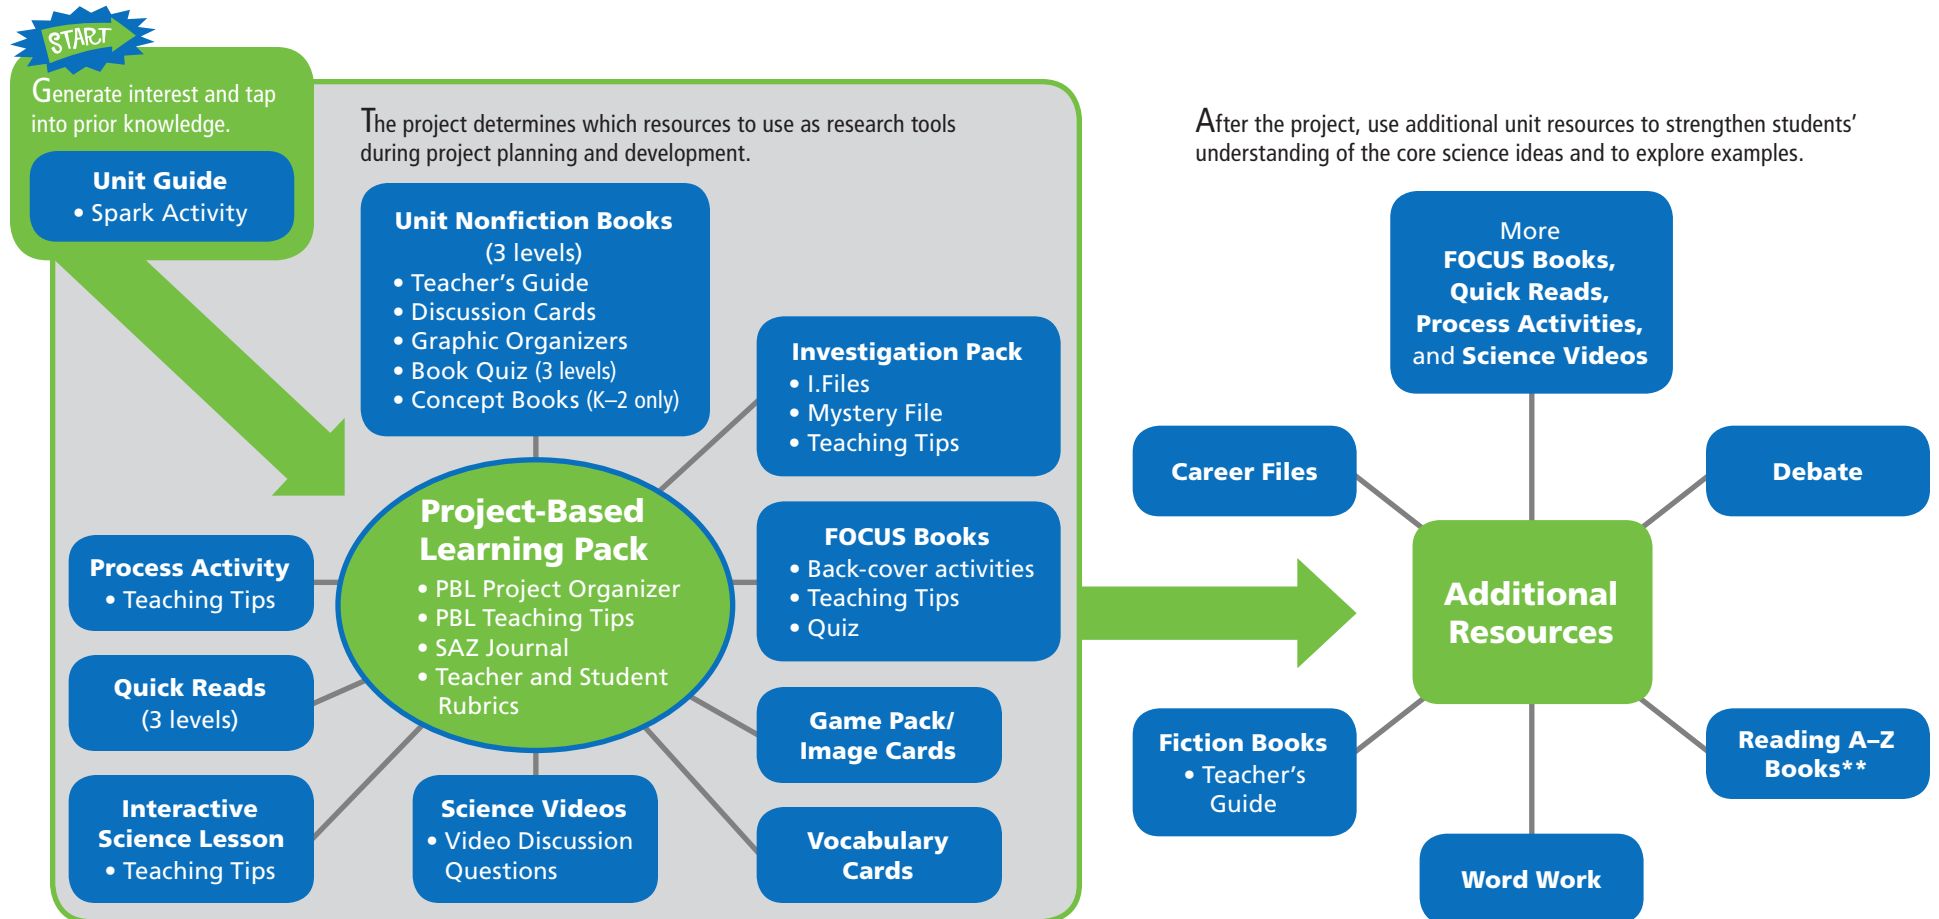 START
Generate interest and tap
into prior knowledge.
Unit Guide
• Spark Activity
The project determines which resources to use as research tools
during project planning and development.
Unit Nonfiction Books
(3 levels)
• Teacher's Guide
• Discussion Cards
• Graphic Organizers
• Book Quiz (3 levels)
• Concept Books (K–2 only)
Investigation Pack
• I.Files
• Mystery File
• Teaching Tips
Project-Based
Learning Pack
• PBL Project Organizer
• PBL Teaching Tips
• SAZ Journal
• Teacher and Student
Rubrics
FOCUS Books
• Back-cover activities
• Teaching Tips
• Quiz
Process Activity
• Teaching Tips
Quick Reads
(3 levels)
Interactive
Science Lesson
• Teaching Tips
Science Videos
• Video Discussion
Questions
Game Pack/
Image Cards
Vocabulary
Cards
After the project, use additional unit resources to strengthen students'
understanding of the core science ideas and to explore examples.
More
FOCUS Books,
Quick Reads,
Process Activities,
and Science Videos
Career Files
Debate
Additional
Resources
Fiction Books
• Teacher's
Guide
Reading A–Z
Books**
Word Work